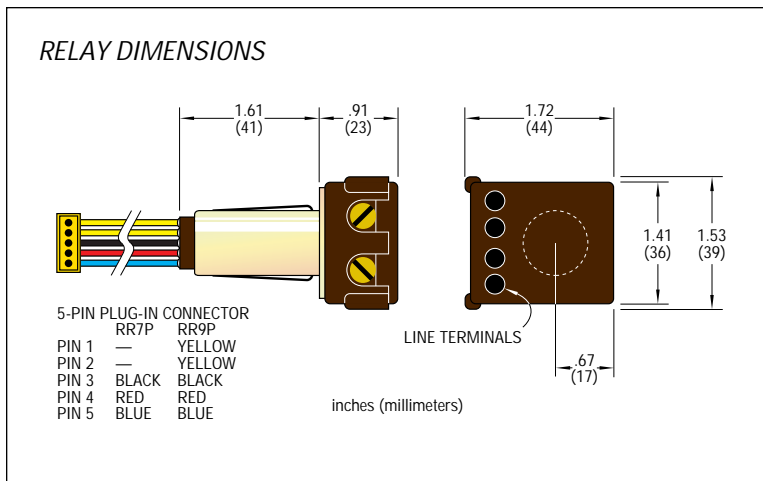 RELAY DIMENSIONS
1.61
(41)
.91
(23)
1.72
(44)
1.41
(36)
1.53
(39)
.67
(17)
LINE TERMINALS
5-PIN PLUG-IN CONNECTOR
RR7P RR9P
PIN 1 — YELLOW
PIN 2 — YELLOW
PIN 3 BLACK BLACK
PIN 4 RED RED
PIN 5 BLUE BLUE
inches (millimeters)